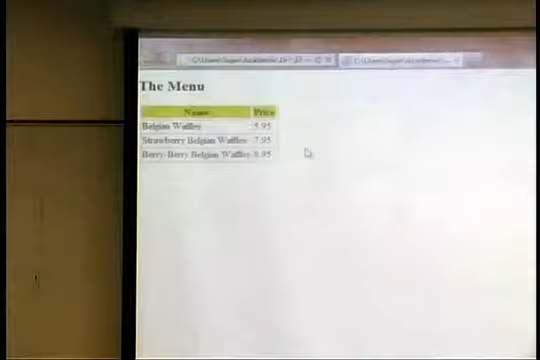 The Menu
Name Price
Belgian Waffles 5.95
Strawberry Belgian Waffles 7.95
Berry-Berry Belgian Waffles 8.95